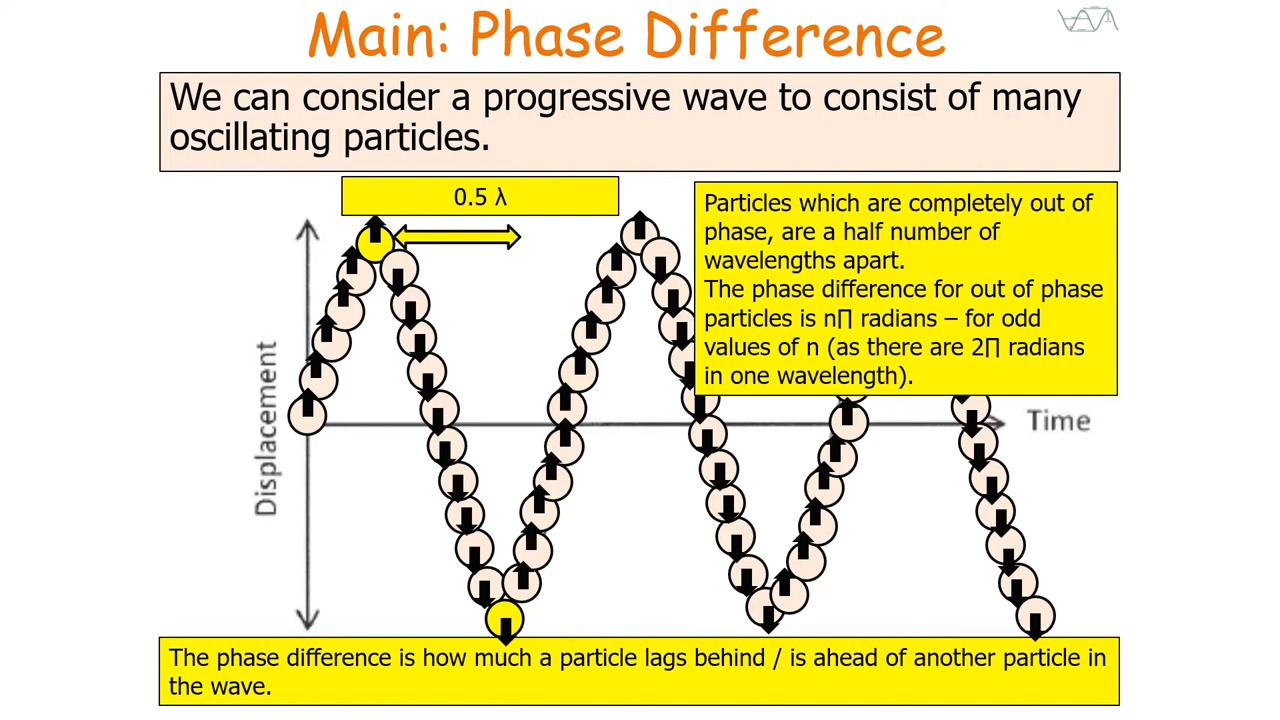 Main: Phase Difference
We can consider a progressive wave to consist of many
oscillating particles.
0.5 λ
Particles which are completely out of
phase, are a half number of
wavelengths apart.
The phase difference for out of phase
particles is nΠ radians – for odd
values of n (as there are 2Π radians
in one wavelength).
Displacement
Time
The phase difference is how much a particle lags behind / is ahead of another particle in
the wave.